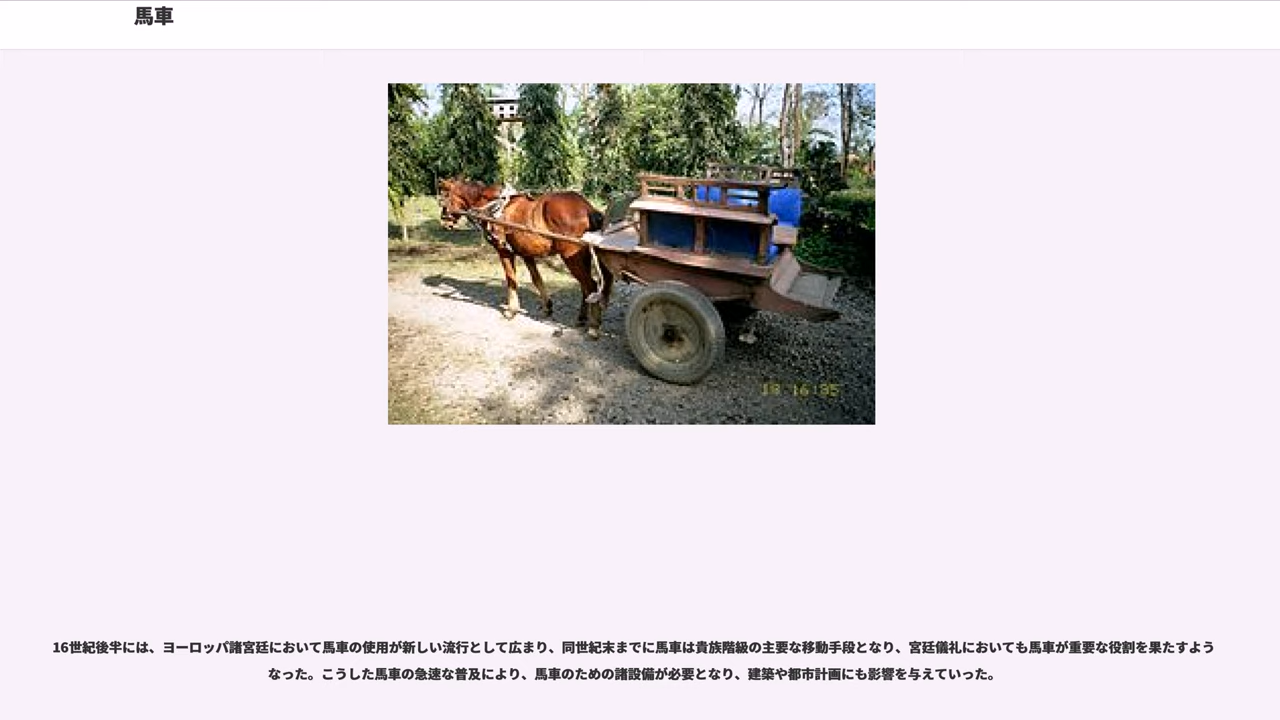 馬車
16世紀後半には、ヨーロッパ諸宮廷において馬車の使用が新しい流行として広まり、同世紀末までに馬車は貴族階級の主要な移動手段となり、宮廷儀礼においても馬車が重要な役割を果たすよう
なった。こうした馬車の急速な普及により、馬車のための諸設備が必要となり、建築や都市計画にも影響を与えていった。